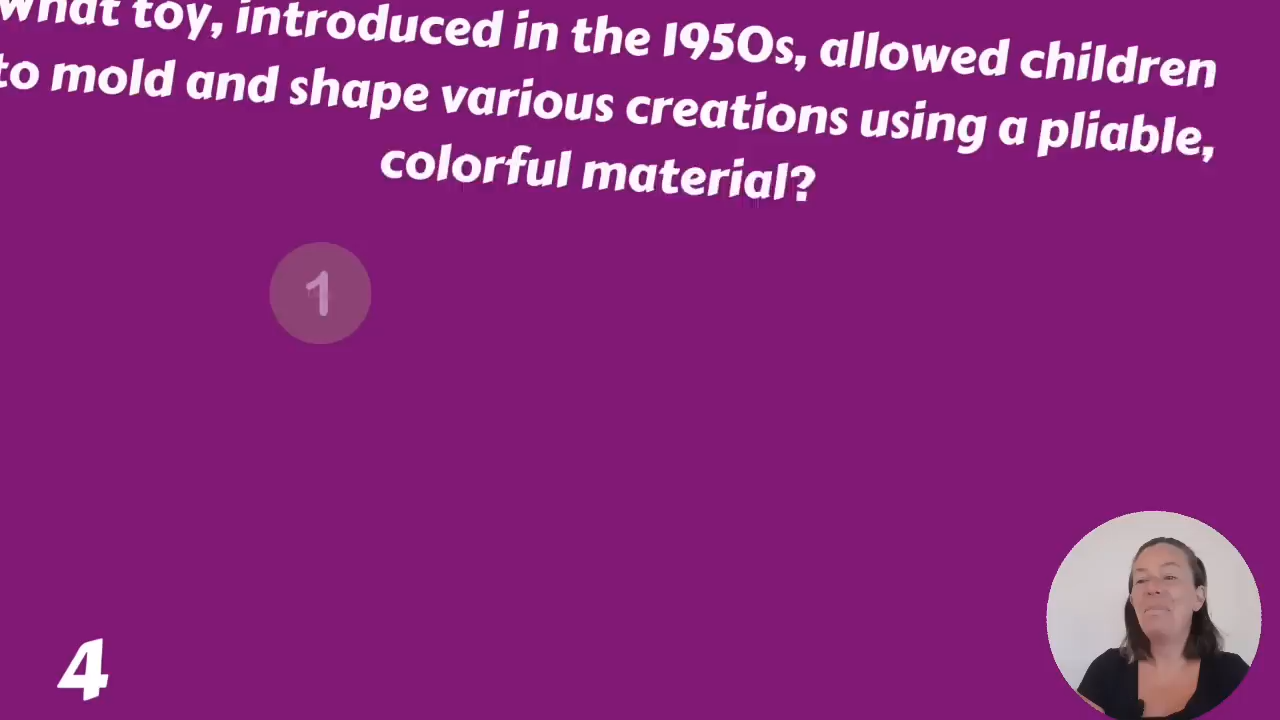 what toy, introduced in the 1950s, allowed children
to mold and shape various creations using a pliable,
colorful material?
1
4